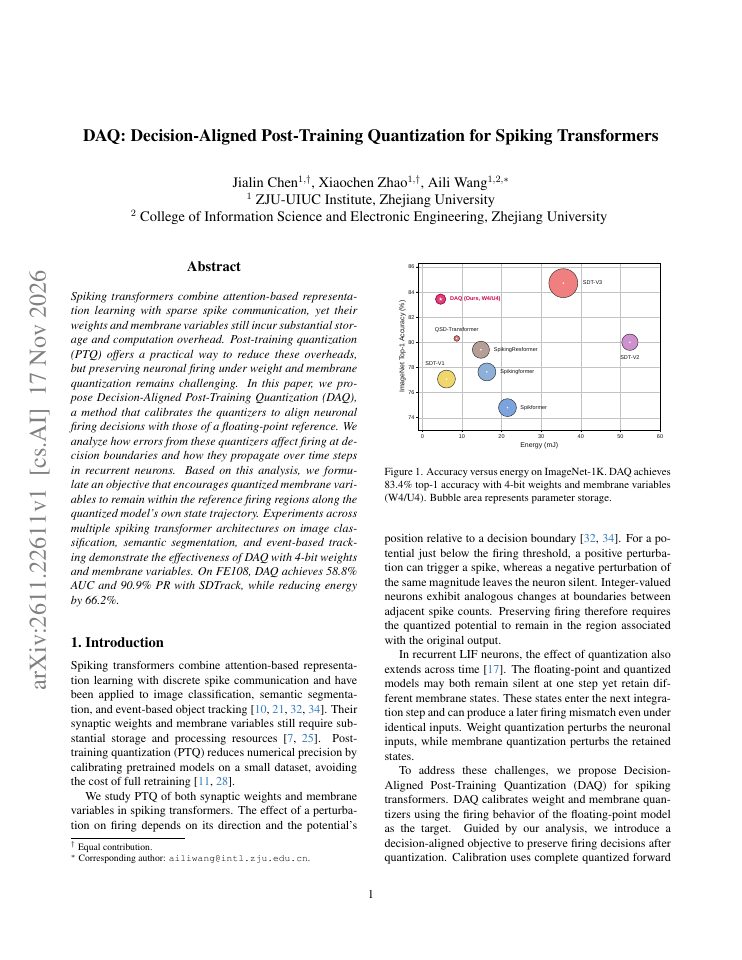 DAQ: Decision-Aligned Post-Training Quantization for Spiking Transformers
Jialin Chen1,†, Xiaochen Zhao1,†, Aili Wang1,2,∗
1 ZJU-UIUC Institute, Zhejiang University
2 College of Information Science and Electronic Engineering, Zhejiang University
arXiv:2611.22611v1 [cs.AI] 17 Nov 2026
Abstract
Spiking transformers combine attention-based representa-
tion learning with sparse spike communication, yet their
weights and membrane variables still incur substantial stor-
age and computation overhead. Post-training quantization
(PTQ) offers a practical way to reduce these overheads,
but preserving neuronal firing under weight and membrane
quantization remains challenging. In this paper, we pro-
pose Decision-Aligned Post-Training Quantization (DAQ),
a method that calibrates the quantizers to align neuronal
firing decisions with those of a floating-point reference. We
analyze how errors from these quantizers affect firing at de-
cision boundaries and how they propagate over time steps
in recurrent neurons. Based on this analysis, we formu-
late an objective that encourages quantized membrane vari-
ables to remain within the reference firing regions along the
quantized model's own state trajectory. Experiments across
multiple spiking transformer architectures on image clas-
sification, semantic segmentation, and event-based track-
ing demonstrate the effectiveness of DAQ with 4-bit weights
and membrane variables. On FE108, DAQ achieves 58.8%
AUC and 90.9% PR with SDTrack, while reducing energy
by 66.2%.
1. Introduction
Spiking transformers combine attention-based representa-
tion learning with discrete spike communication and have
been applied to image classification, semantic segmenta-
tion, and event-based object tracking [10, 21, 32, 34]. Their
synaptic weights and membrane variables still require sub-
stantial storage and processing resources [7, 25]. Post-
training quantization (PTQ) reduces numerical precision by
calibrating pretrained models on a small dataset, avoiding
the cost of full retraining [11, 28].
We study PTQ of both synaptic weights and membrane
variables in spiking transformers. The effect of a perturba-
tion on firing depends on its direction and the potential's
† Equal contribution.
∗ Corresponding author: ailiwang@intl.zju.edu.cn.
ImageNet Top-1 Accuracy (%)
86
84
82
80
78
76
74
SDT-V3
DAQ (Ours, W4/U4)
QSD-Transformer
SpikingResformer
SDT-V2
SDT-V1
Spikingformer
Spikformer
0 10 20 30 40 50 60
Energy (mJ)
Figure 1. Accuracy versus energy on ImageNet-1K. DAQ achieves
83.4% top-1 accuracy with 4-bit weights and membrane variables
(W4/U4). Bubble area represents parameter storage.
position relative to a decision boundary [32, 34]. For a po-
tential just below the firing threshold, a positive perturba-
tion can trigger a spike, whereas a negative perturbation of
the same magnitude leaves the neuron silent. Integer-valued
neurons exhibit analogous changes at boundaries between
adjacent spike counts. Preserving firing therefore requires
the quantized potential to remain in the region associated
with the original output.
In recurrent LIF neurons, the effect of quantization also
extends across time [17]. The floating-point and quantized
models may both remain silent at one step yet retain dif-
ferent membrane states. These states enter the next integra-
tion step and can produce a later firing mismatch even under
identical inputs. Weight quantization perturbs the neuronal
inputs, while membrane quantization perturbs the retained
states.
To address these challenges, we propose Decision-
Aligned Post-Training Quantization (DAQ) for spiking
transformers. DAQ calibrates weight and membrane quan-
tizers using the firing behavior of the floating-point model
as the target. Guided by our analysis, we introduce a
decision-aligned objective to preserve firing decisions after
quantization. Calibration uses complete quantized forward
1